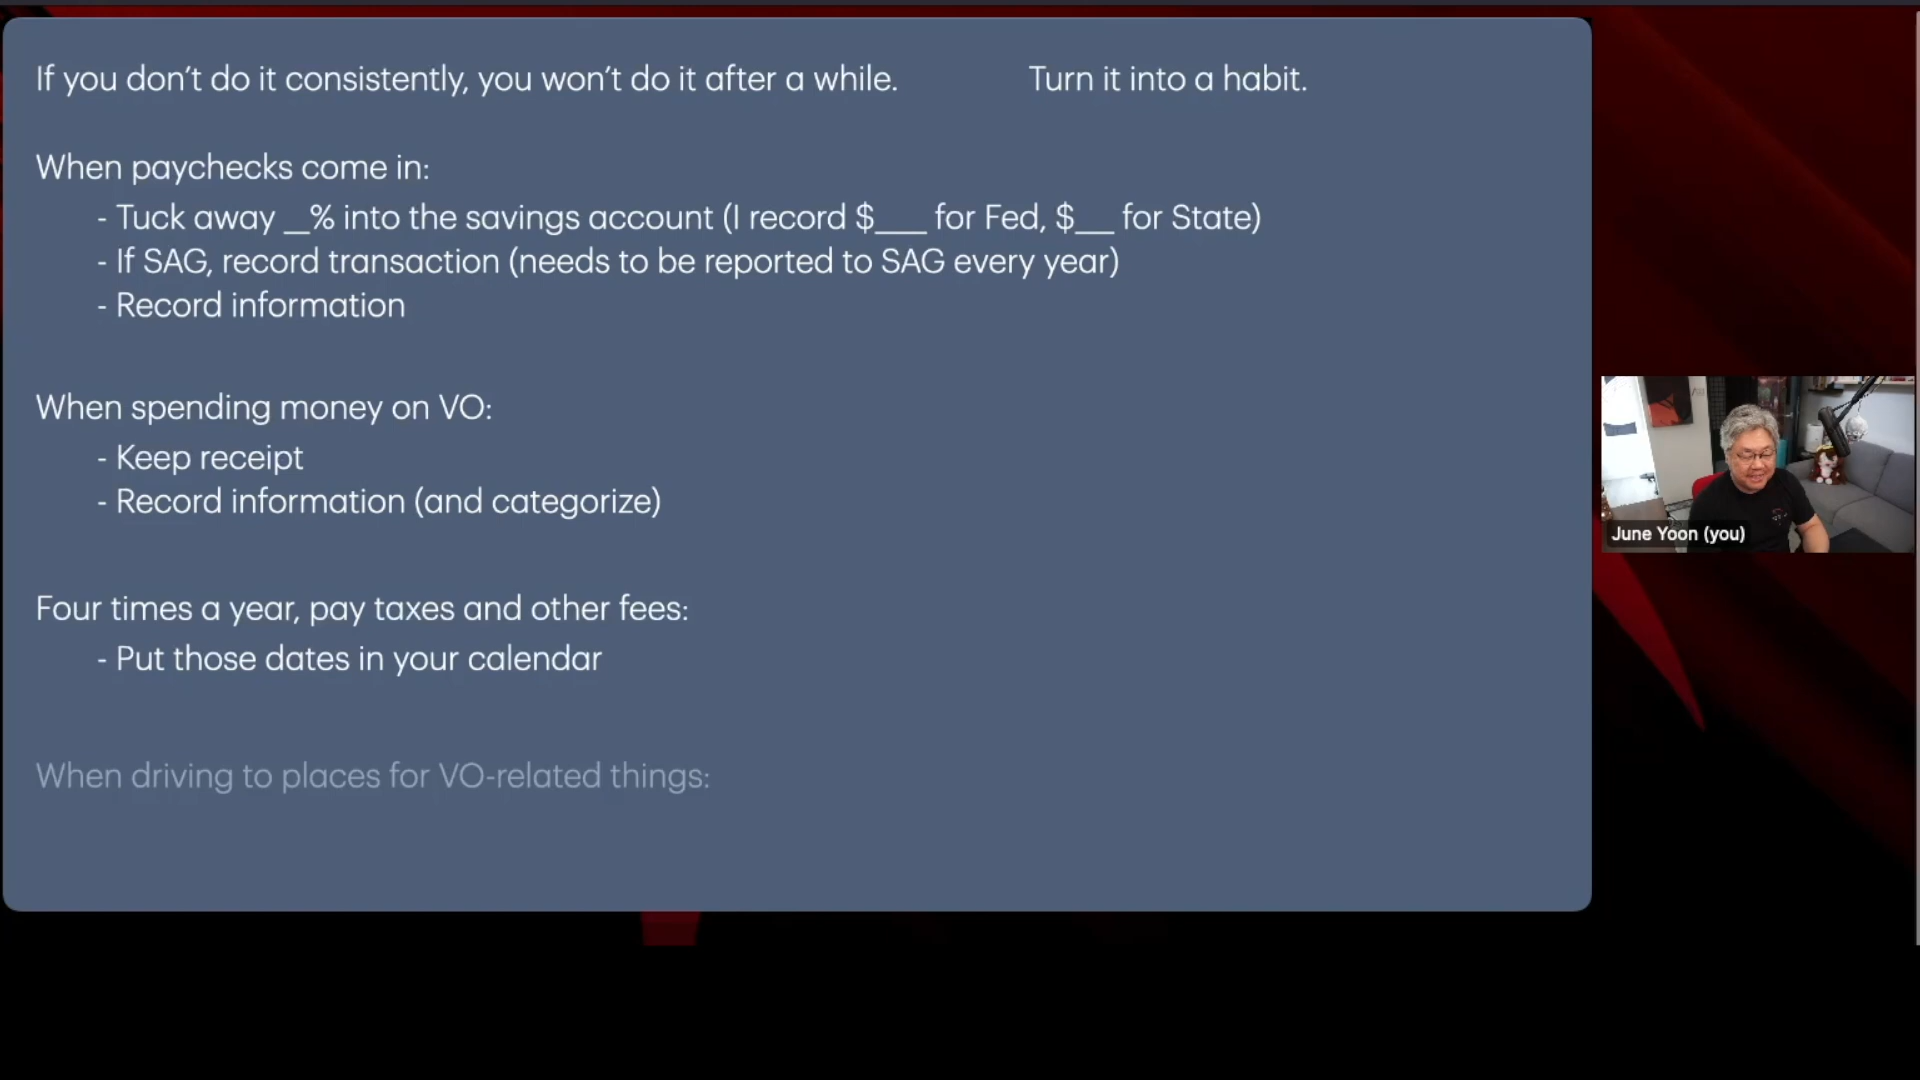 If you don’t do it consistently, you won’t do it after a while. Turn it into a habit.
When paychecks come in:
- Tuck away __% into the savings account (I record $___ for Fed, $__ for State)
- If SAG, record transaction (needs to be reported to SAG every year)
- Record information
When spending money on VO:
- Keep receipt
- Record information (and categorize)
Four times a year, pay taxes and other fees:
- Put those dates in your calendar
When driving to places for VO-related things:
June Yoon (you)